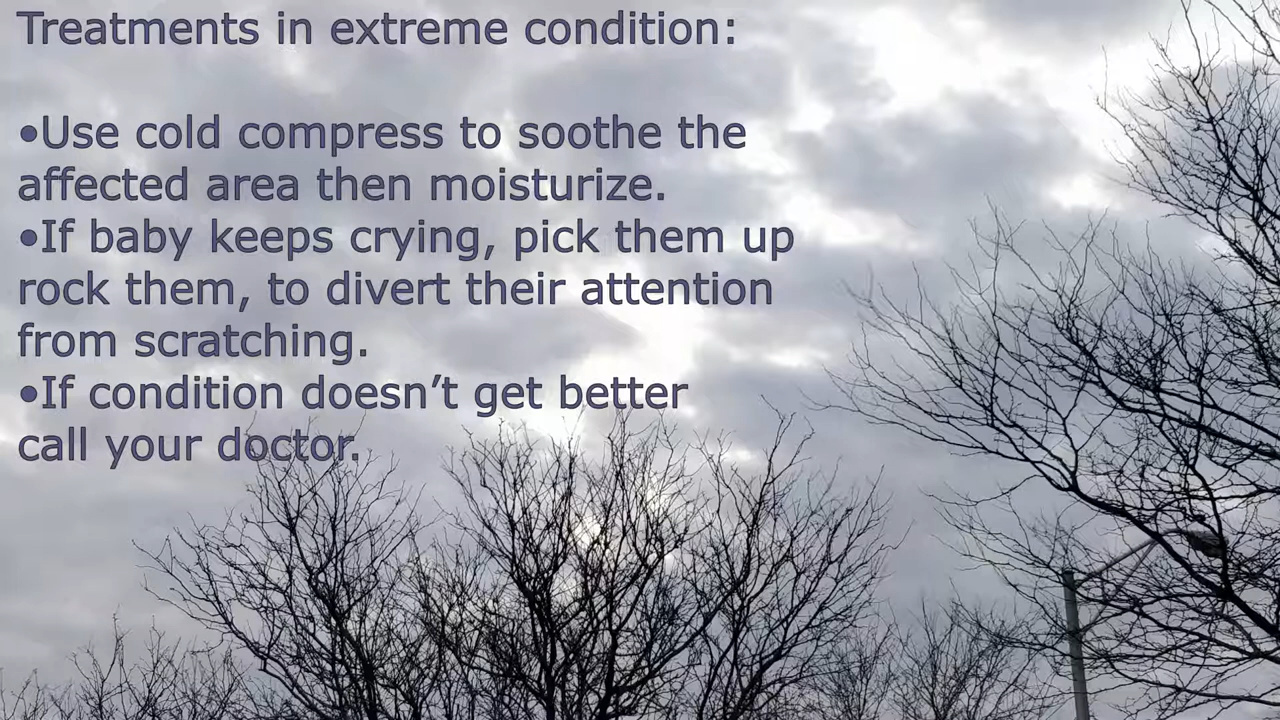 Treatments in extreme condition:
•Use cold compress to soothe the
affected area then moisturize.
•If baby keeps crying, pick them up
rock them, to divert their attention
from scratching.
•If condition doesn’t get better
call your doctor.